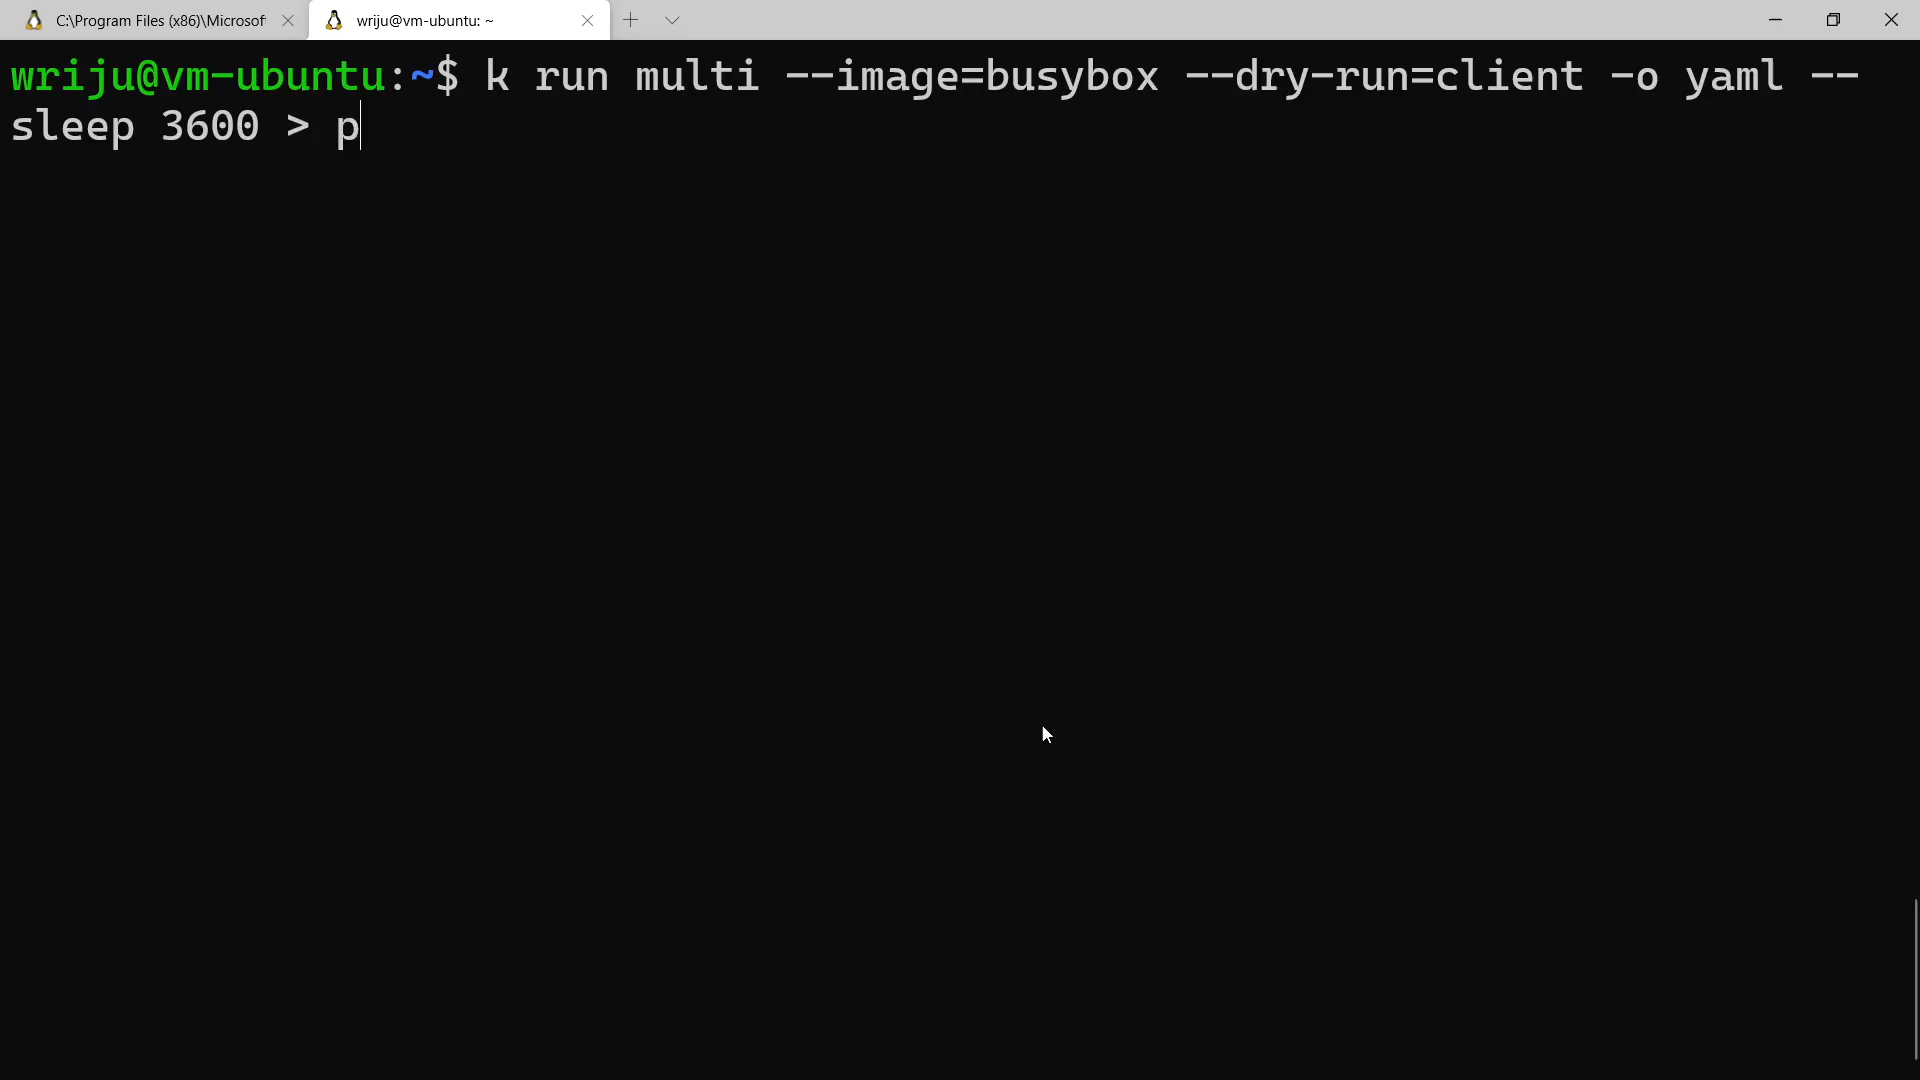 C:\Program Files (x86)\Microsof
wriju@vm-ubuntu: ~
wriju@vm-ubuntu:~$ k run multi --image=busybox --dry-run=client -o yaml --
sleep 3600 > p